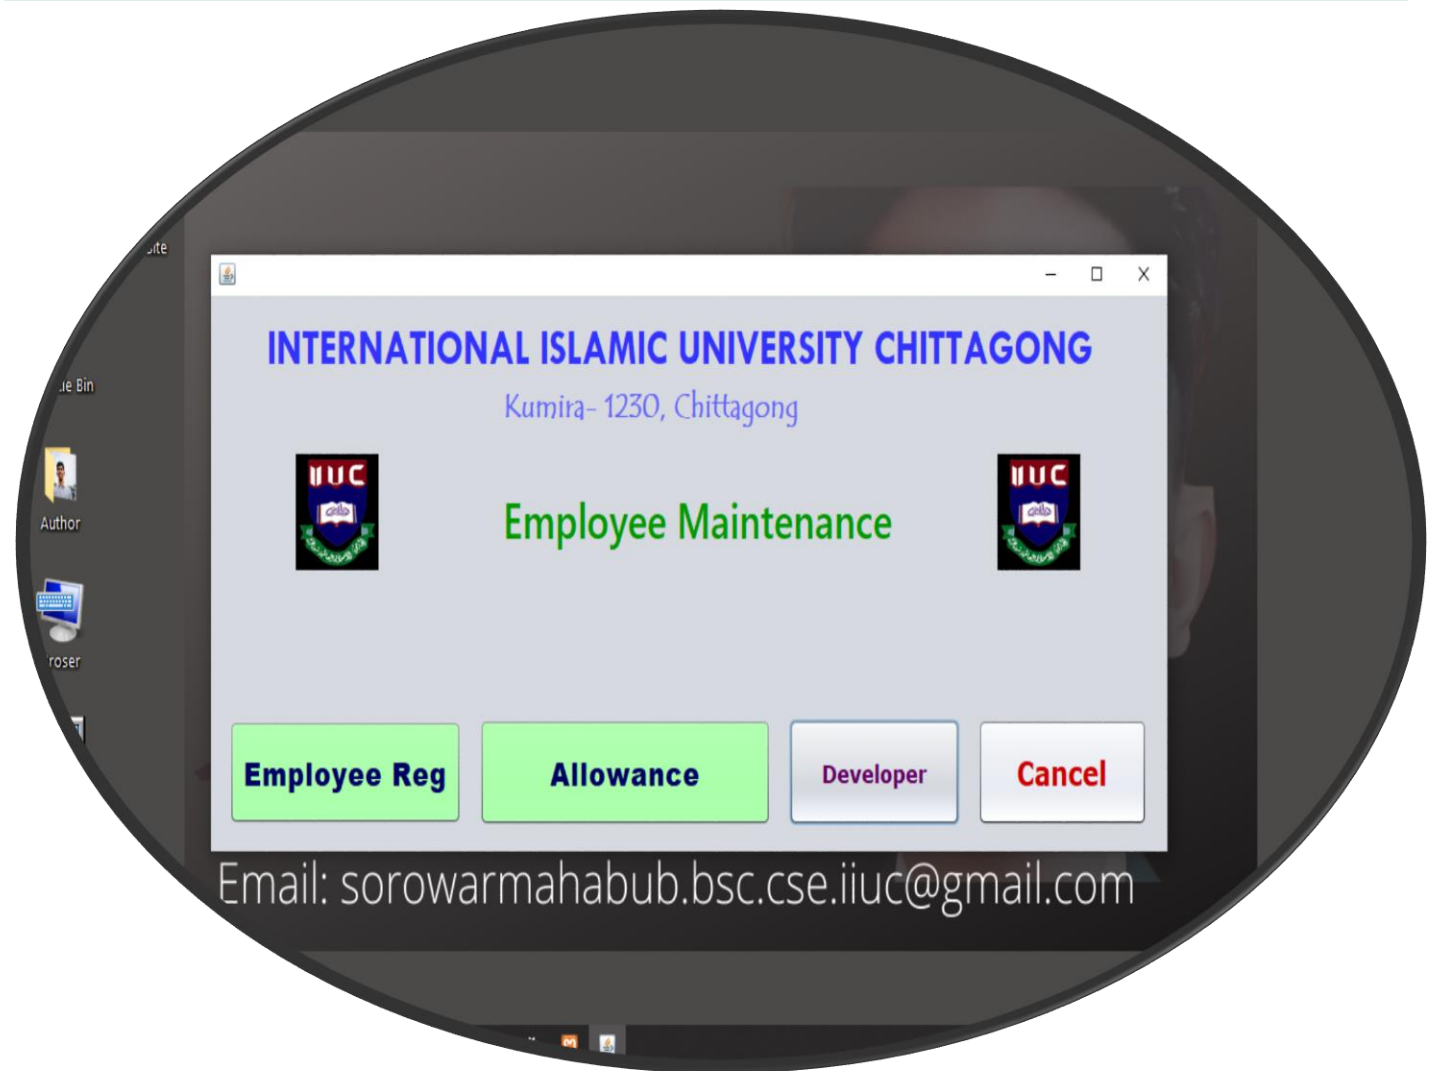 INTERNATIONAL ISLAMIC UNIVERSITY CHITTAGONG
Kumira- 1230, Chittagong
IIUC
IIUC
Employee Maintenance
Author
Employee Reg
Allowance
Developer
Cancel
Email: sorowarmahabub.bsc.cse.iiuc@gmail.com